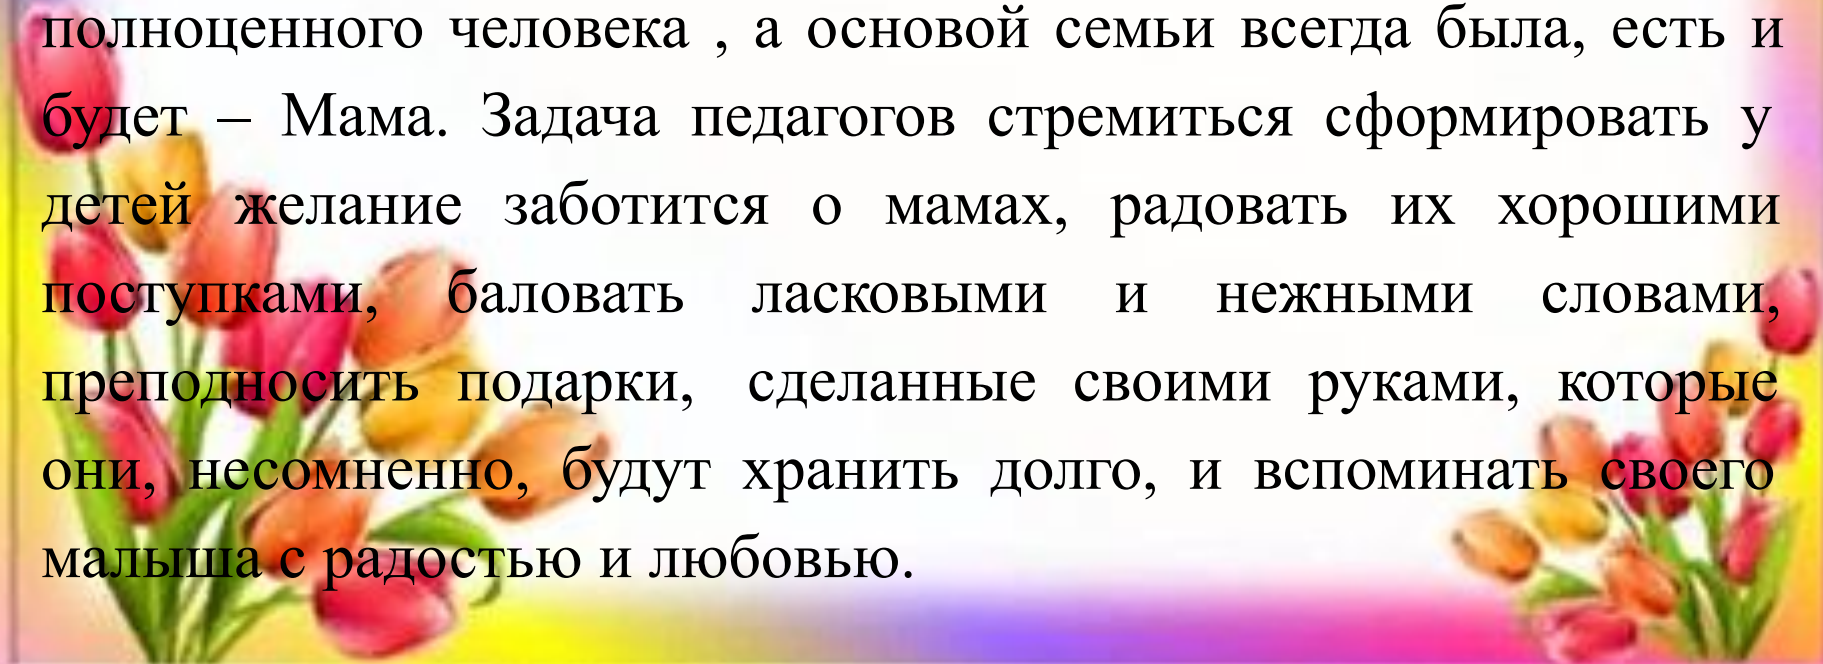 полноценного человека , а основой семьи всегда была, есть и
будет – Мама. Задача педагогов стремиться сформировать у
детей желание заботится о мамах, радовать их хорошими
поступками, баловать ласковыми и нежными словами,
преподносить подарки, сделанные своими руками, которые
они, несомненно, будут хранить долго, и вспоминать своего
малыша с радостью и любовью.